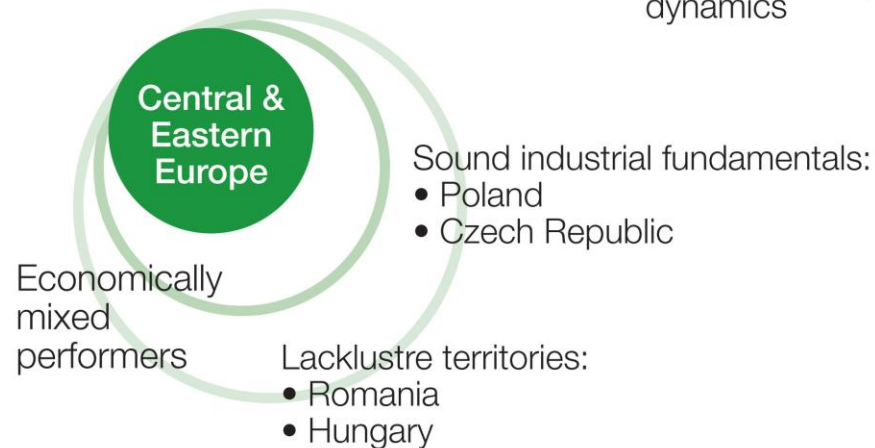 dynamics
Central &
Eastern
Europe
Sound industrial fundamentals:
• Poland
• Czech Republic
Economically
mixed
performers
Lacklustre territories:
• Romania
• Hungary